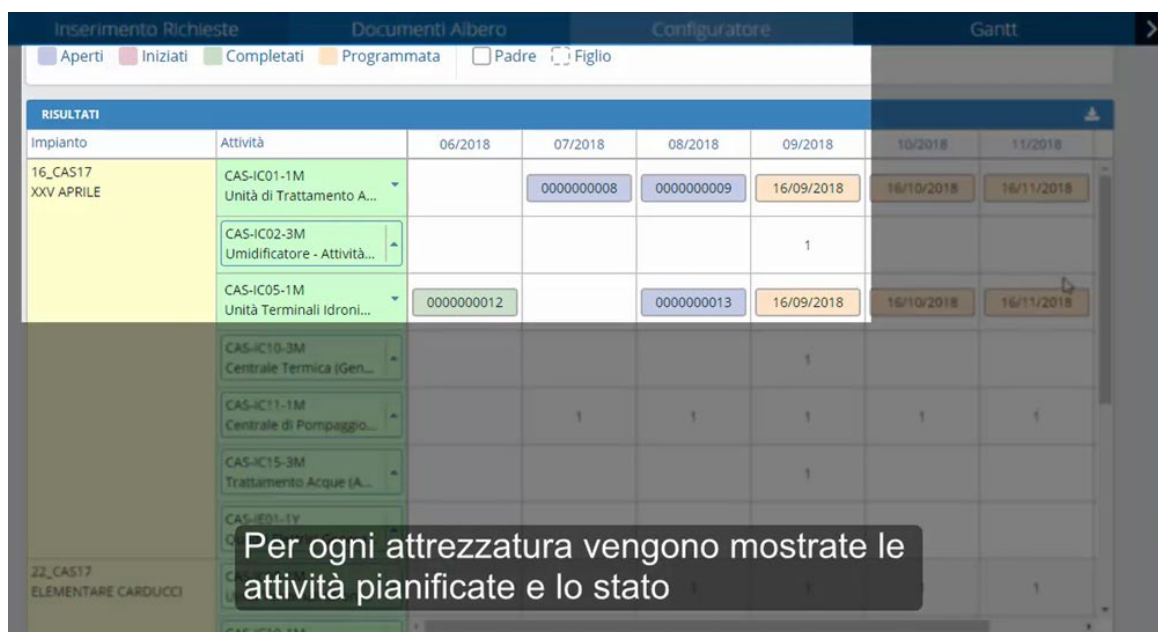 Inserimento Richieste Documenti Albero Configuratore Gantt
Aperti Iniziati Completati Programmata Padre Figlio
RISULTATI
Impianto Attività 06/2018 07/2018 08/2018 09/2018 10/2018 11/2018
16_CAS17
XXV APRILE
CAS-IC01-1M
Unità di Trattamento A...
0000000008 0000000009 16/09/2018 16/10/2018 16/11/2018
CAS-IC02-3M
Umidificatore - Attività...
1
CAS-IC05-1M
Unità Terminali Idroni...
0000000012 0000000013 16/09/2018 16/10/2018 16/11/2018
CAS-IC10-3M
Centrale Termica (Gen...
1
CAS-IC11-1M
Centrale di Pompaggio...
1 1 1 1 1
CAS-IC15-3M
Trattamento Acque (A...
1
CAS-IE01-1Y
22_CAS17
ELEMENTARE CARDUCCI
1
Per ogni attrezzatura vengono mostrate le
attività pianificate e lo stato